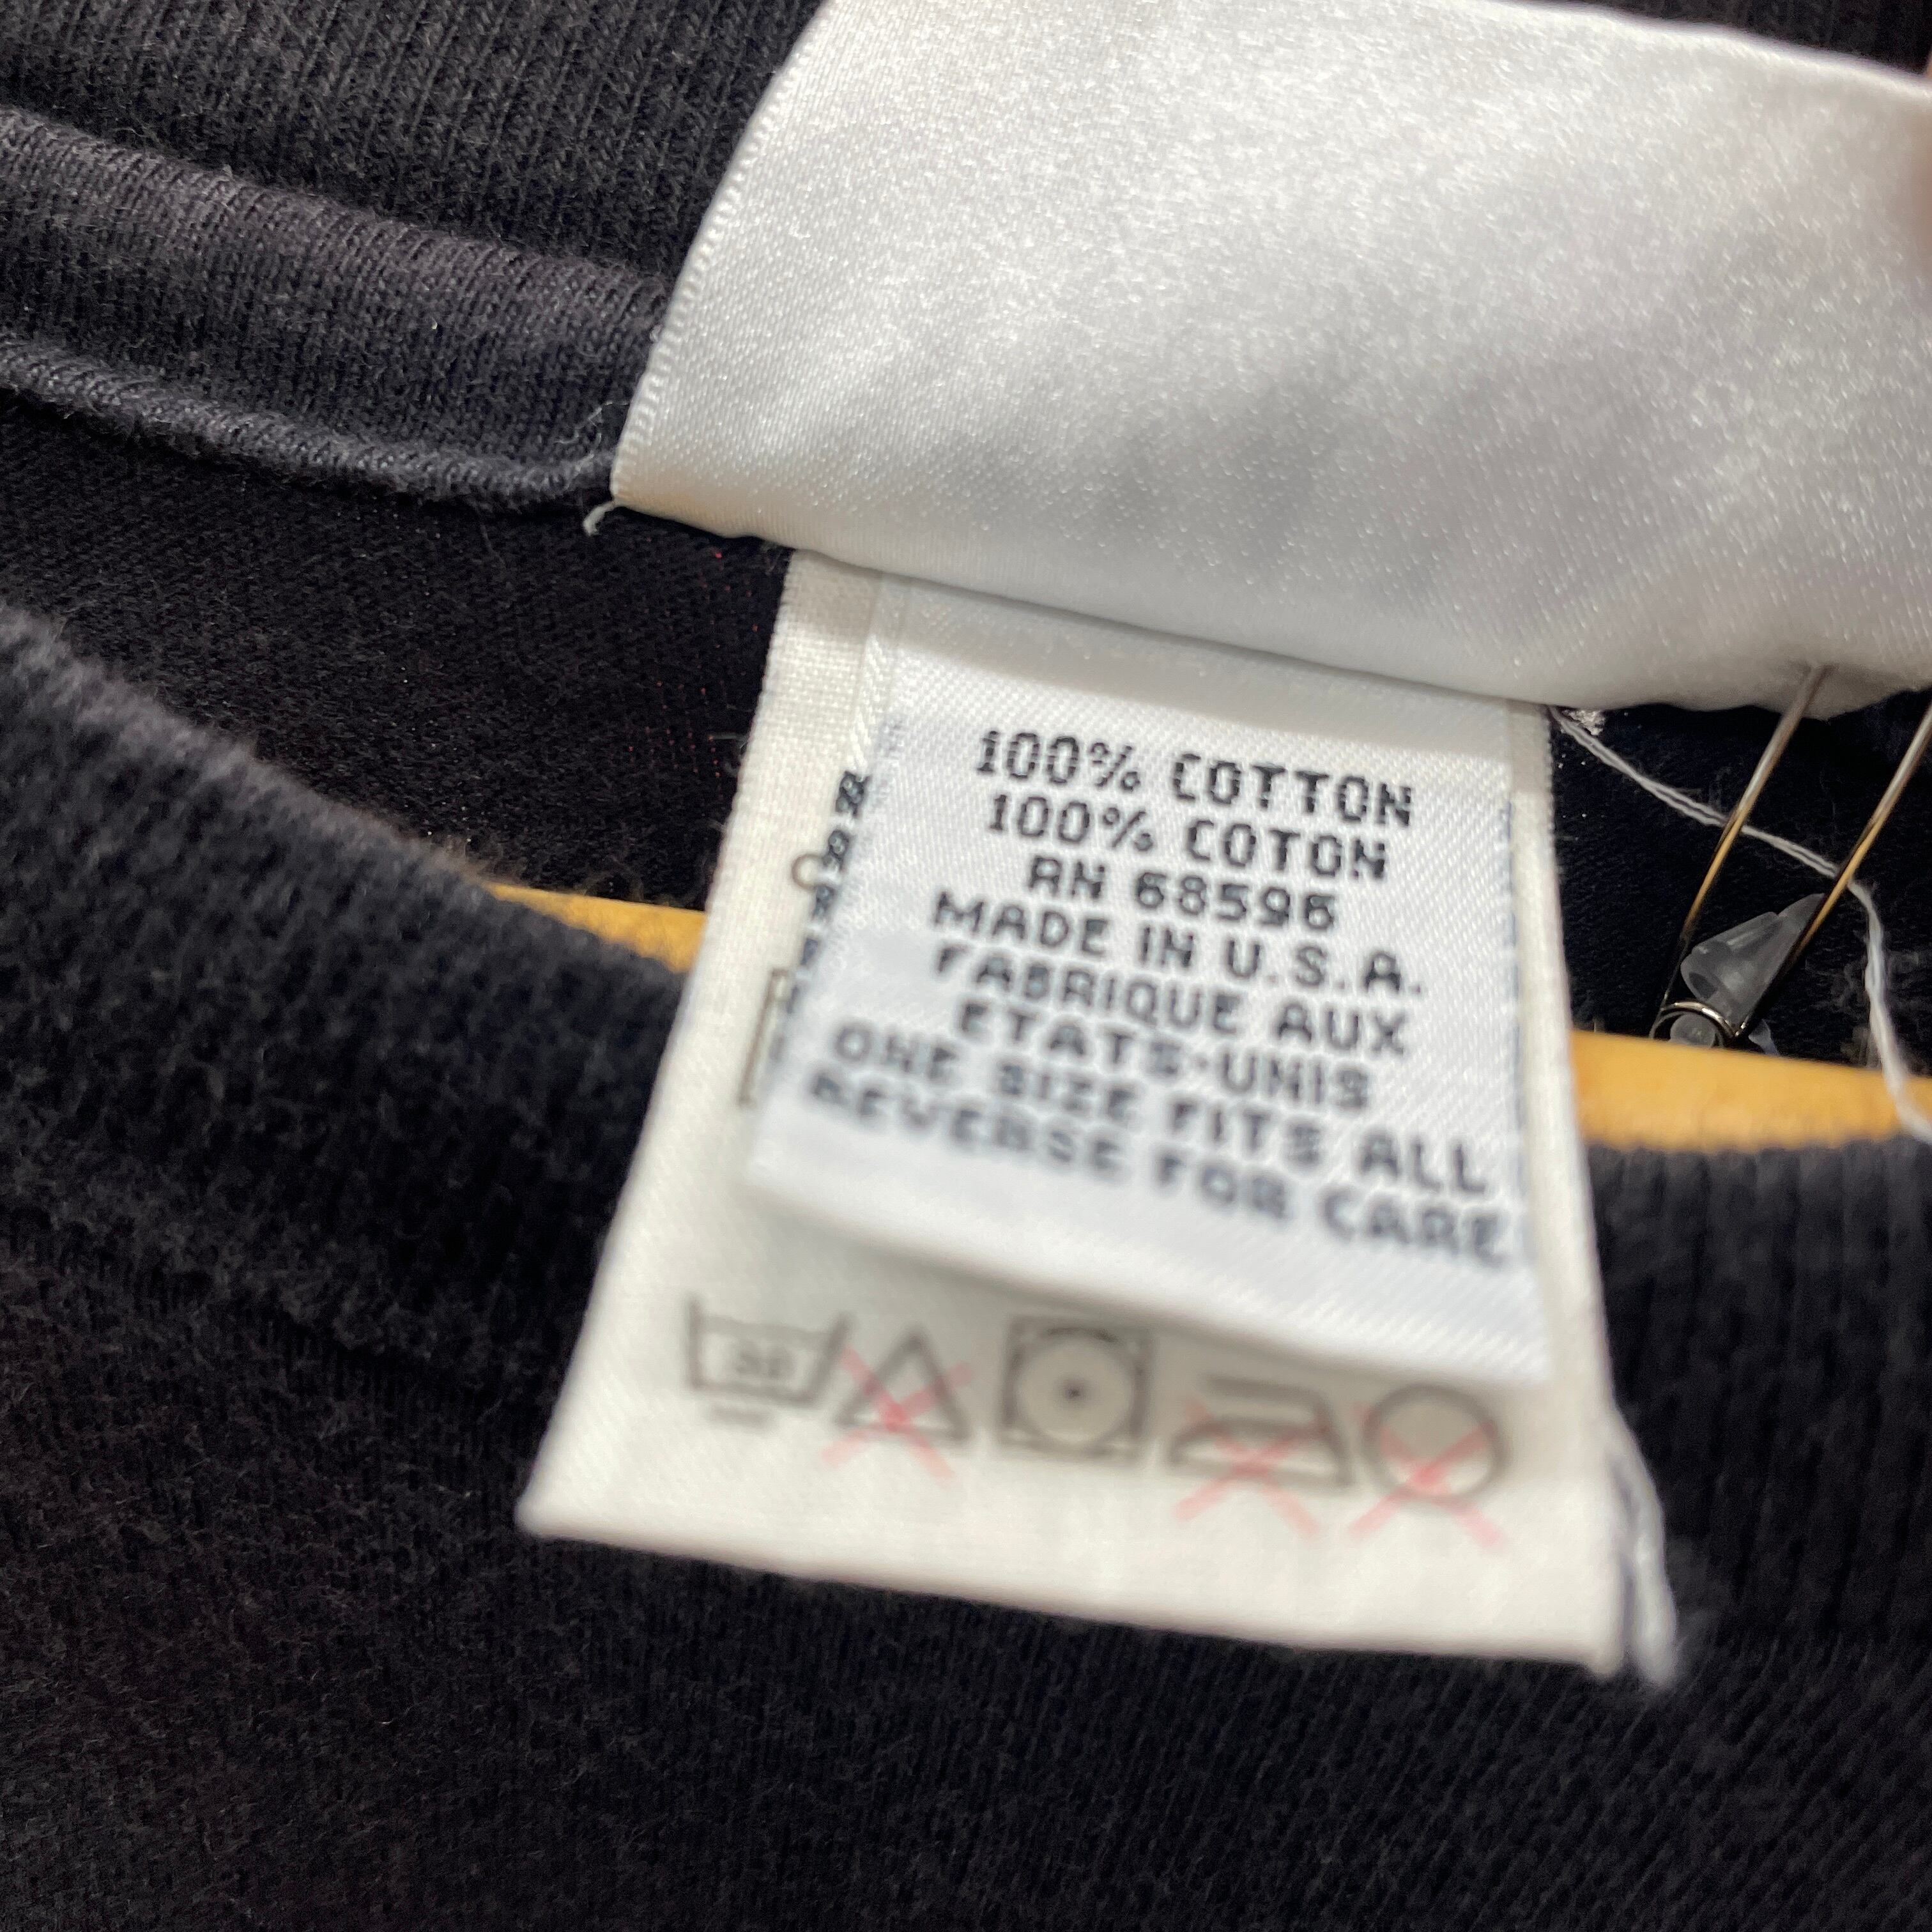 100% COTTON
100% COTON
RN 68596
MADE IN U.S.A.
FABRIQUE AUX
ETATS-UNIS
ONE SIZE FITS ALL
REVERSE FOR CARE
30